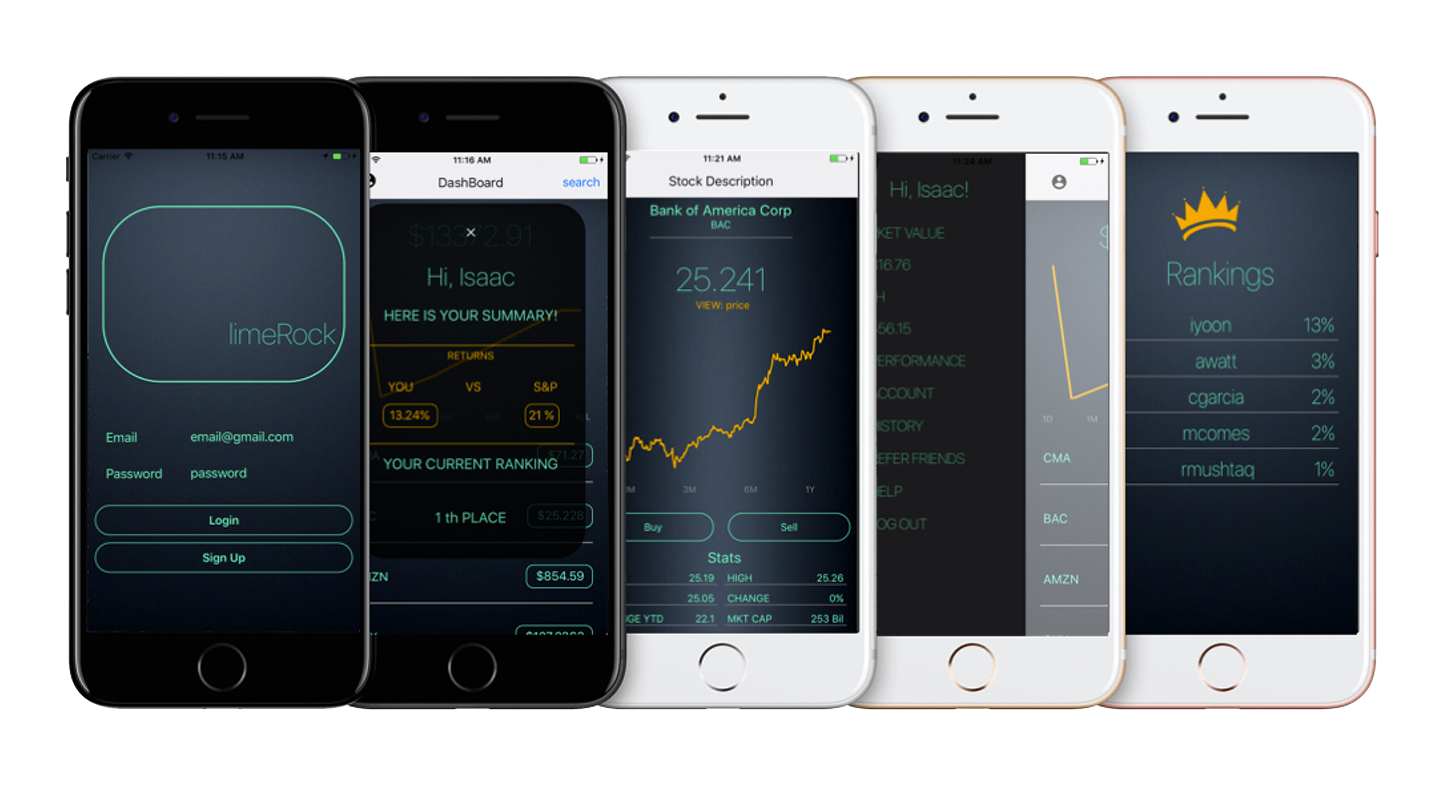 Carrier 11:15 AM
limeRock
Email email@gmail.com
Password password
Login
Sign Up
11:16 AM
DashBoard search
$13372.91
×
Hi, Isaac
HERE IS YOUR SUMMARY!
RETURNS
YOU VS S&P
13.24% 21 %
ALL
$71.27
YOUR CURRENT RANKING
1 th PLACE $25.228
ZN $854.59
11:21 AM
Stock Description
Bank of America Corp
BAC
25.241
VIEW: price
M 3M 6M 1Y
Buy Sell
Stats
25.19 HIGH 25.26
25.05 CHANGE 0%
GE YTD 22.1 MKT CAP 253 Bil
11:24 AM
Hi, Isaac!
KET VALUE
16.76
H
56.15
ERFORMANCE
CCOUNT
ISTORY
EFER FRIENDS
ELP
OG OUT
$
1D 1M
CMA
BAC
AMZN
Rankings
iyoon 13%
awatt 3%
cgarcia 2%
mcomes 2%
rmushtaq 1%